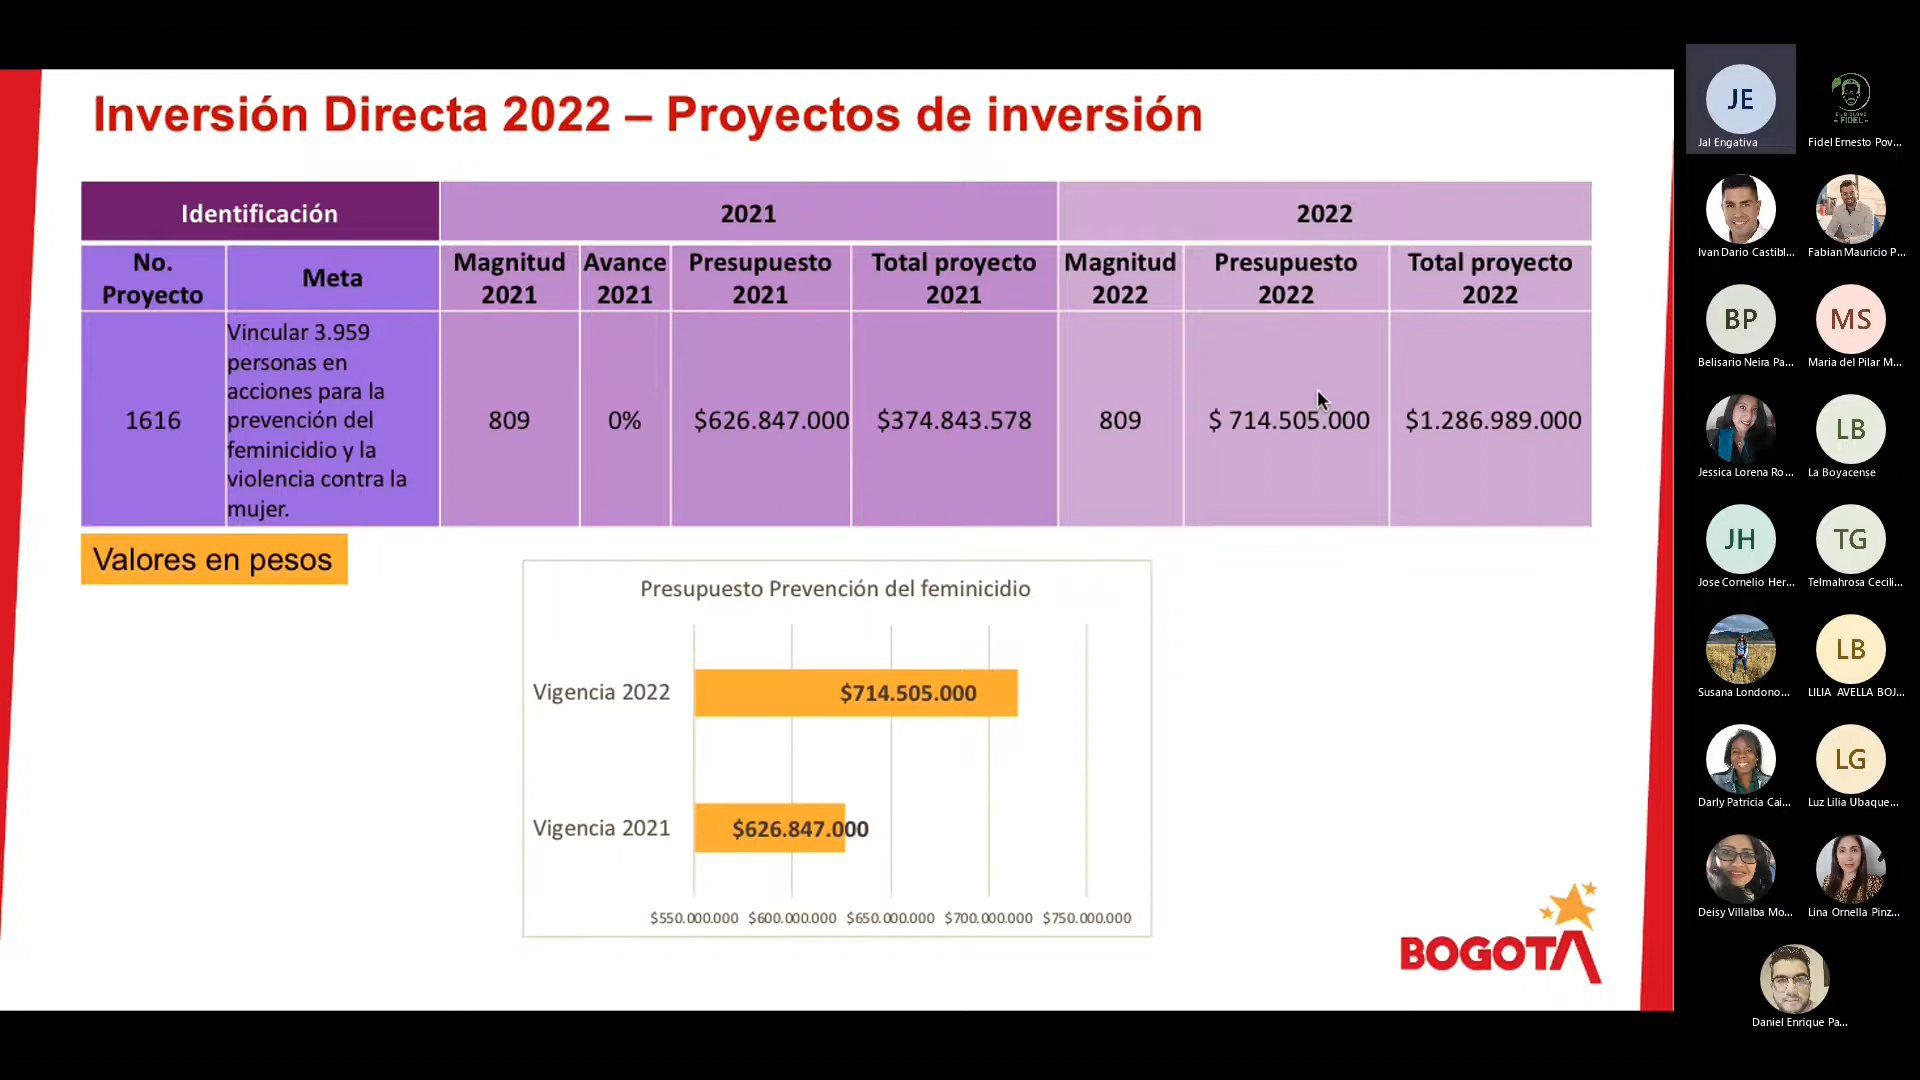 Inversión Directa 2022 – Proyectos de inversión
Identificación
2021
2022
No.
Proyecto
Meta
Magnitud
2021
Avance
2021
Presupuesto
2021
Total proyecto
2021
Magnitud
2022
Presupuesto
2022
Total proyecto
2022
1616
Vincular 3.959
personas en
acciones para la
prevención del
feminicidio y la
violencia contra la
mujer.
809
0%
$626.847.000
$374.843.578
809
$ 714.505.000
$1.286.989.000
Valores en pesos
Presupuesto Prevención del feminicidio
Vigencia 2022
$714.505.000
Vigencia 2021
$626.847.000
$550.000.000 $600.000.000 $650.000.000 $700.000.000 $750.000.000
BOGOTA
JE
Jal Engativa
FIDEL
Fidel Ernesto Pov...
Ivan Dario Castibl...
Fabian Mauricio P...
BP
Belisario Neira Pa...
MS
Maria del Pilar M...
Jessica Lorena Ro...
LB
La Boyacense
JH
Jose Cornelio Her...
TG
Telmahrosa Cecili...
Susana Londono...
LB
LILIA AVELLA BOJ...
Darly Patricia Cai...
LG
Luz Lilia Ubaque...
Deisy Villalba Mo...
Lina Ornella Pinz...
Daniel Enrique Pa...